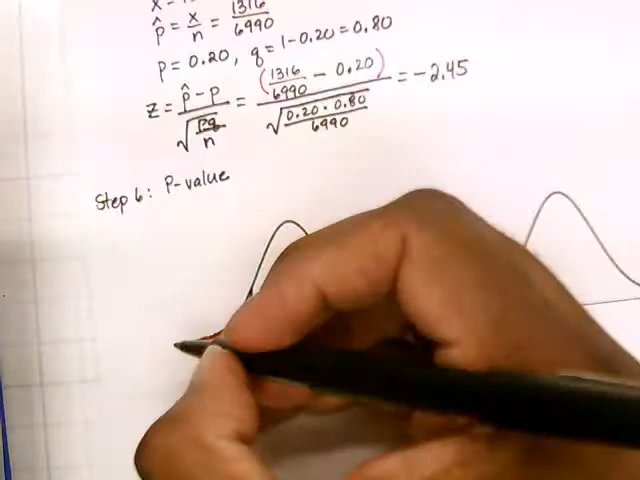 p̂ = x/n = 1316/6990
p = 0.20, q = 1-0.20 = 0.80
z = (p̂ - p)/√(pq/n) = (1316/6990 - 0.20)/√(0.20·0.80/6990) = -2.45
Step 6: P-value